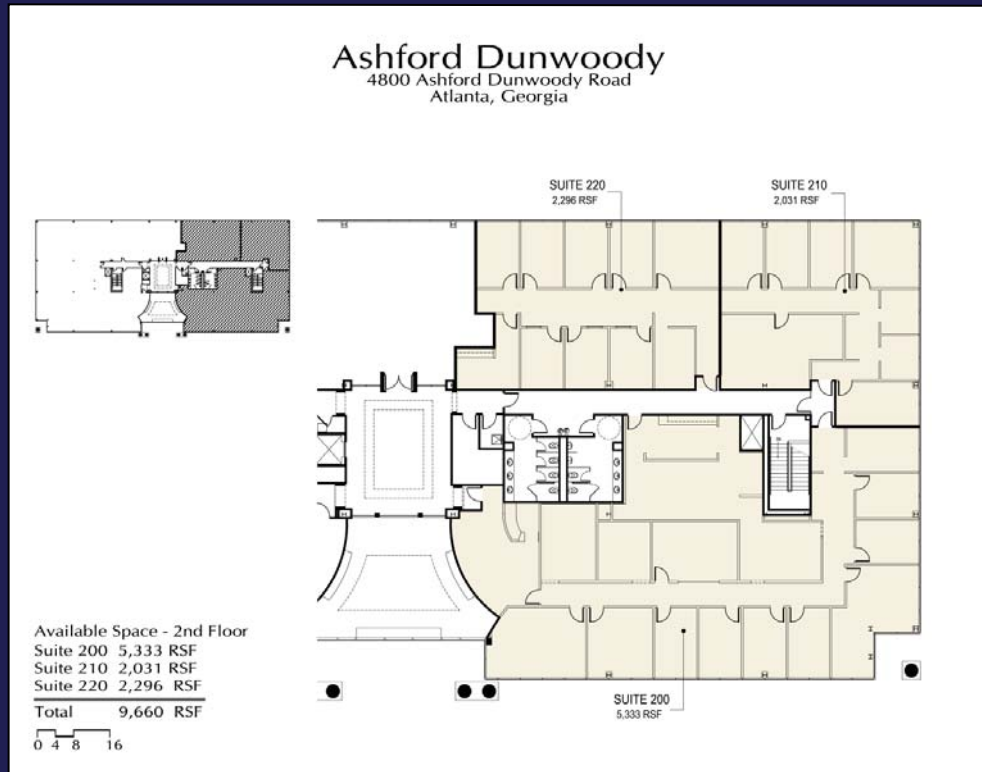 Ashford Dunwoody
4800 Ashford Dunwoody Road
Atlanta, Georgia
SUITE 220
2,296 RSF
SUITE 210
2,031 RSF
SUITE 200
5,333 RSF
Available Space - 2nd Floor
Suite 200 5,333 RSF
Suite 210 2,031 RSF
Suite 220 2,296 RSF
Total 9,660 RSF
0 4 8 16